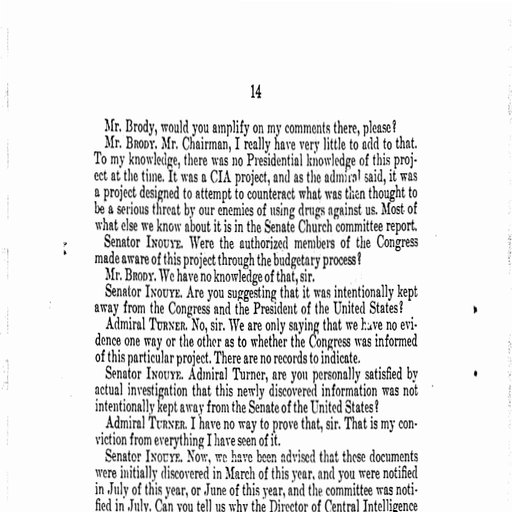 14
Mr. Brody, would you amplify on my comments there, please?
Mr. BRODY. Mr. Chairman, I really have very little to add to that.
To my knowledge, there was no Presidential knowledge of this proj-
ect at the time. It was a CIA project, and as the admiral said, it was
a project designed to attempt to counteract what was then thought to
be a serious threat by our enemies of using drugs against us. Most of
what else we know about it is in the Senate Church committee report.
Senator INOUYE. Were the authorized members of the Congress
made aware of this project through the budgetary process?
Mr. BRODY. We have no knowledge of that, sir.
Senator INOUYE. Are you suggesting that it was intentionally kept
away from the Congress and the President of the United States?
Admiral TURNER. No, sir. We are only saying that we have no evi-
dence one way or the other as to whether the Congress was informed
of this particular project. There are no records to indicate.
Senator INOUYE. Admiral Turner, are you personally satisfied by
actual investigation that this newly discovered information was not
intentionally kept away from the Senate of the United States?
Admiral TURNER. I have no way to prove that, sir. That is my con-
viction from everything I have seen of it.
Senator INOUYE. Now, we have been advised that these documents
were initially discovered in March of this year, and you were notified
in July of this year, or June of this year, and the committee was noti-
fied in July. Can you tell us why the Director of Central Intelligence